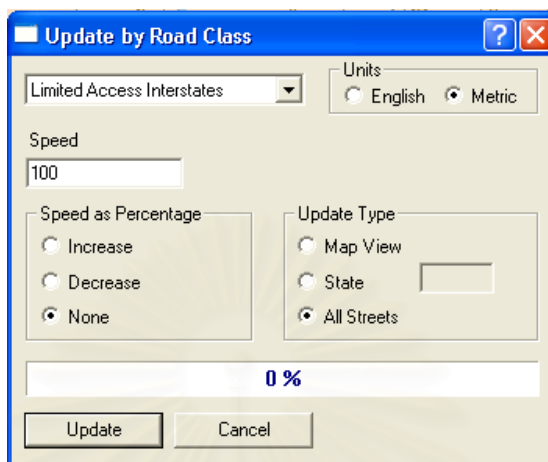 Update by Road Class
Limited Access Interstates
Units
English Metric
Speed
100
Speed as Percentage
Increase
Decrease
None
Update Type
Map View
State
All Streets
0 %
Update Cancel